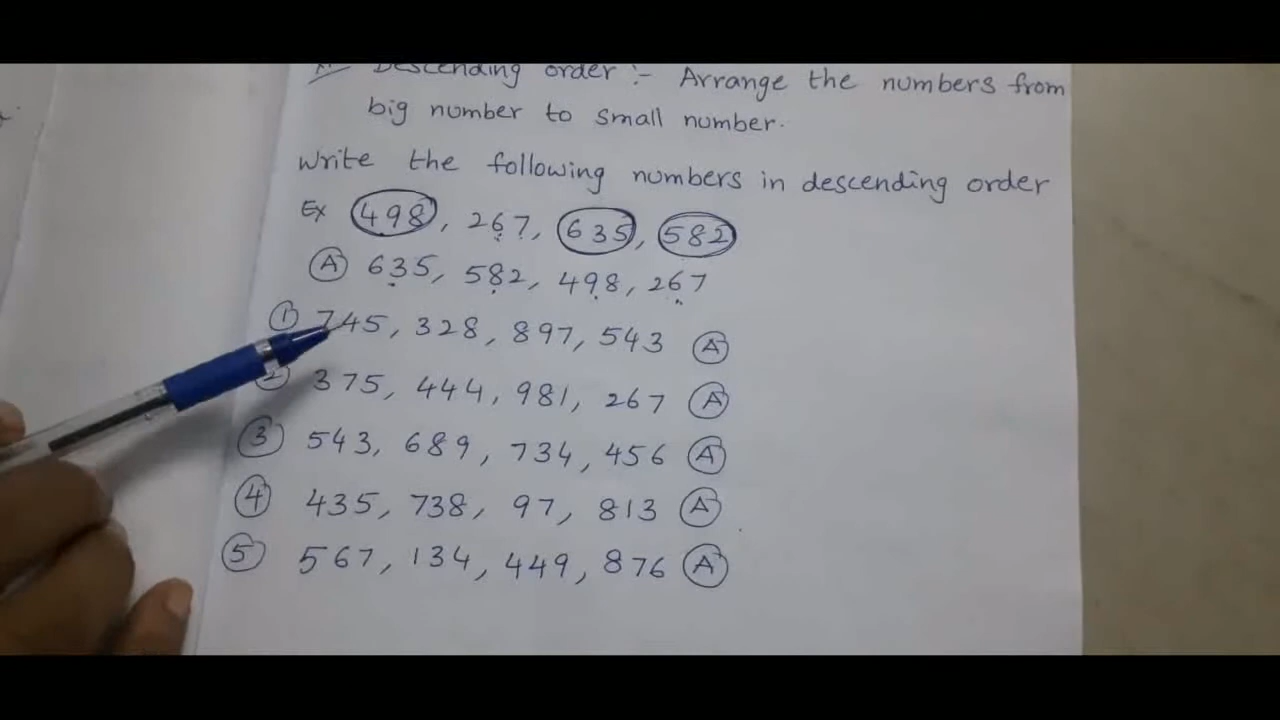 Descending order :- Arrange the numbers from
big number to small number.
Write the following numbers in descending order
Ex 498, 267, 635, 582
A 635, 582, 498, 267
1 745, 328, 897, 543 A
2 375, 444, 981, 267 A
3 543, 689, 734, 456 A
4 435, 738, 97, 813 A
5 567, 134, 449, 876 A